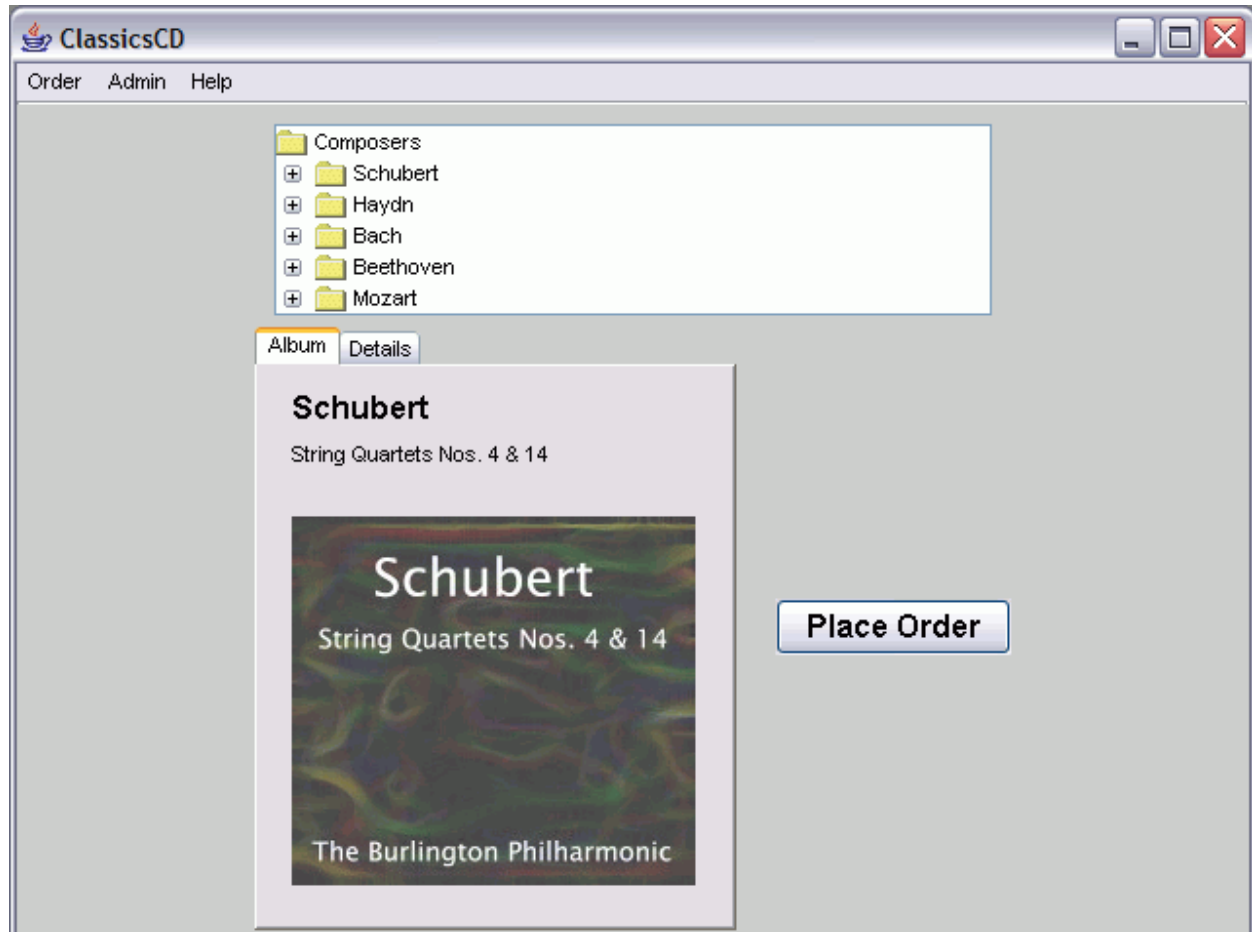 ClassicsCD
Order Admin Help
Composers
Schubert
Haydn
Bach
Beethoven
Mozart
Album Details
Schubert
String Quartets Nos. 4 & 14
Schubert
String Quartets Nos. 4 & 14
Place Order
The Burlington Philharmonic